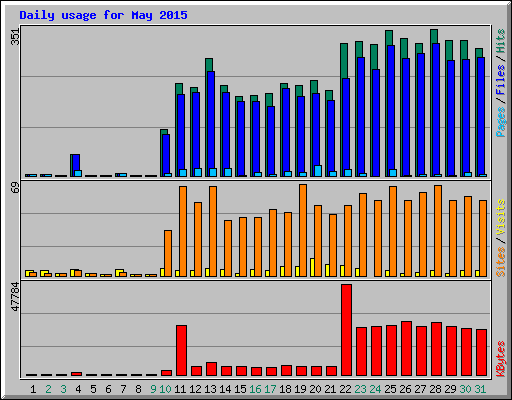 Daily usage for May 2015
351
Pages / Files / Hits
69
Sites / Visits
47784
KBytes
1 2 3 4 5 6 7 8 9 10 11 12 13 14 15 16 17 18 19 20 21 22 23 24 25 26 27 28 29 30 31